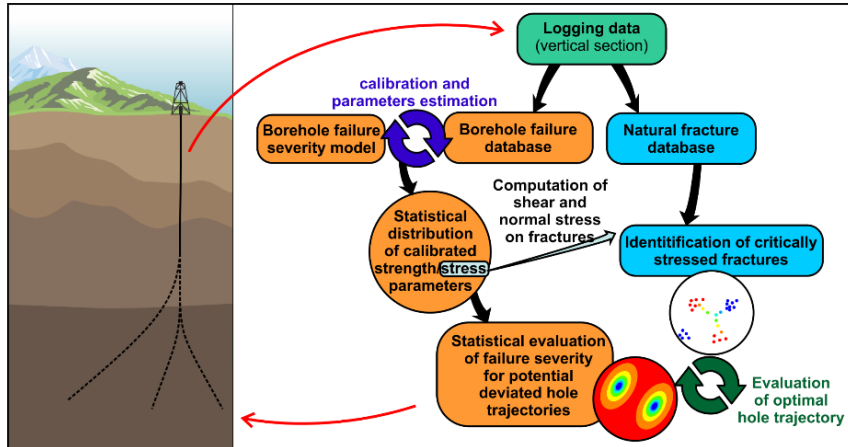 Logging data
(vertical section)
calibration and
parameters estimation
Borehole failure
severity model
Borehole failure
database
Natural fracture
database
Computation of
shear and
normal stress
on fractures
Statistical
distribution
of calibrated
strength/stress
parameters
Identitification of critically
stressed fractures
Statistical evaluation
of failure severity
for potential
deviated hole
trajectories
Evaluation
of optimal
hole trajectory